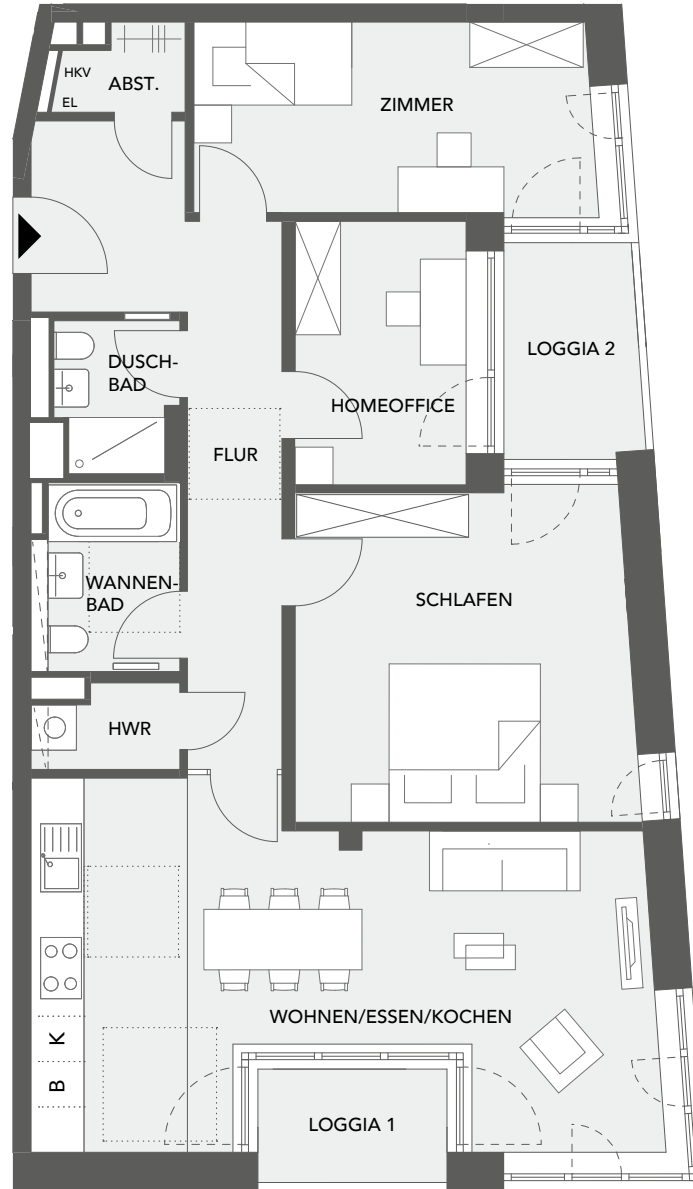 HKV
EL
ABST.
ZIMMER
LOGGIA 2
DUSCH-
BAD
HOMEOFFICE
FLUR
WANNEN-
BAD
SCHLAFEN
HWR
WOHNEN/ESSEN/KOCHEN
K
B
LOGGIA 1